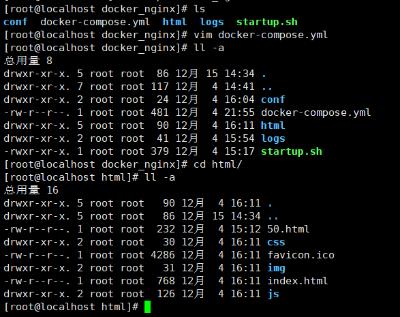 [root@localhost docker_nginx]# ls
conf docker-compose.yml html logs startup.sh
[root@localhost docker_nginx]# vim docker-compose.yml
[root@localhost docker_nginx]# ll -a
总用量 8
drwxr-xr-x. 5 root root 86 12月 15 14:34 .
drwxr-xr-x. 7 root root 117 12月 4 14:41 ..
drwxr-xr-x. 2 root root 24 12月 4 16:04 conf
-rw-r--r--. 1 root root 481 12月 4 21:55 docker-compose.yml
drwxr-xr-x. 5 root root 90 12月 4 16:11 html
drwxr-xr-x. 2 root root 41 12月 4 15:54 logs
-rwxr-xr-x. 1 root root 379 12月 4 15:17 startup.sh
[root@localhost docker_nginx]# cd html/
[root@localhost html]# ll -a
总用量 16
drwxr-xr-x. 5 root root 90 12月 4 16:11 .
drwxr-xr-x. 5 root root 86 12月 15 14:34 ..
-rw-r--r--. 1 root root 232 12月 4 15:12 50.html
drwxr-xr-x. 2 root root 30 12月 4 16:11 css
-rw-r--r--. 1 root root 4286 12月 4 16:11 favicon.ico
drwxr-xr-x. 2 root root 31 12月 4 16:11 img
-rw-r--r--. 1 root root 768 12月 4 16:11 index.html
drwxr-xr-x. 2 root root 126 12月 4 16:11 js
[root@localhost html]#